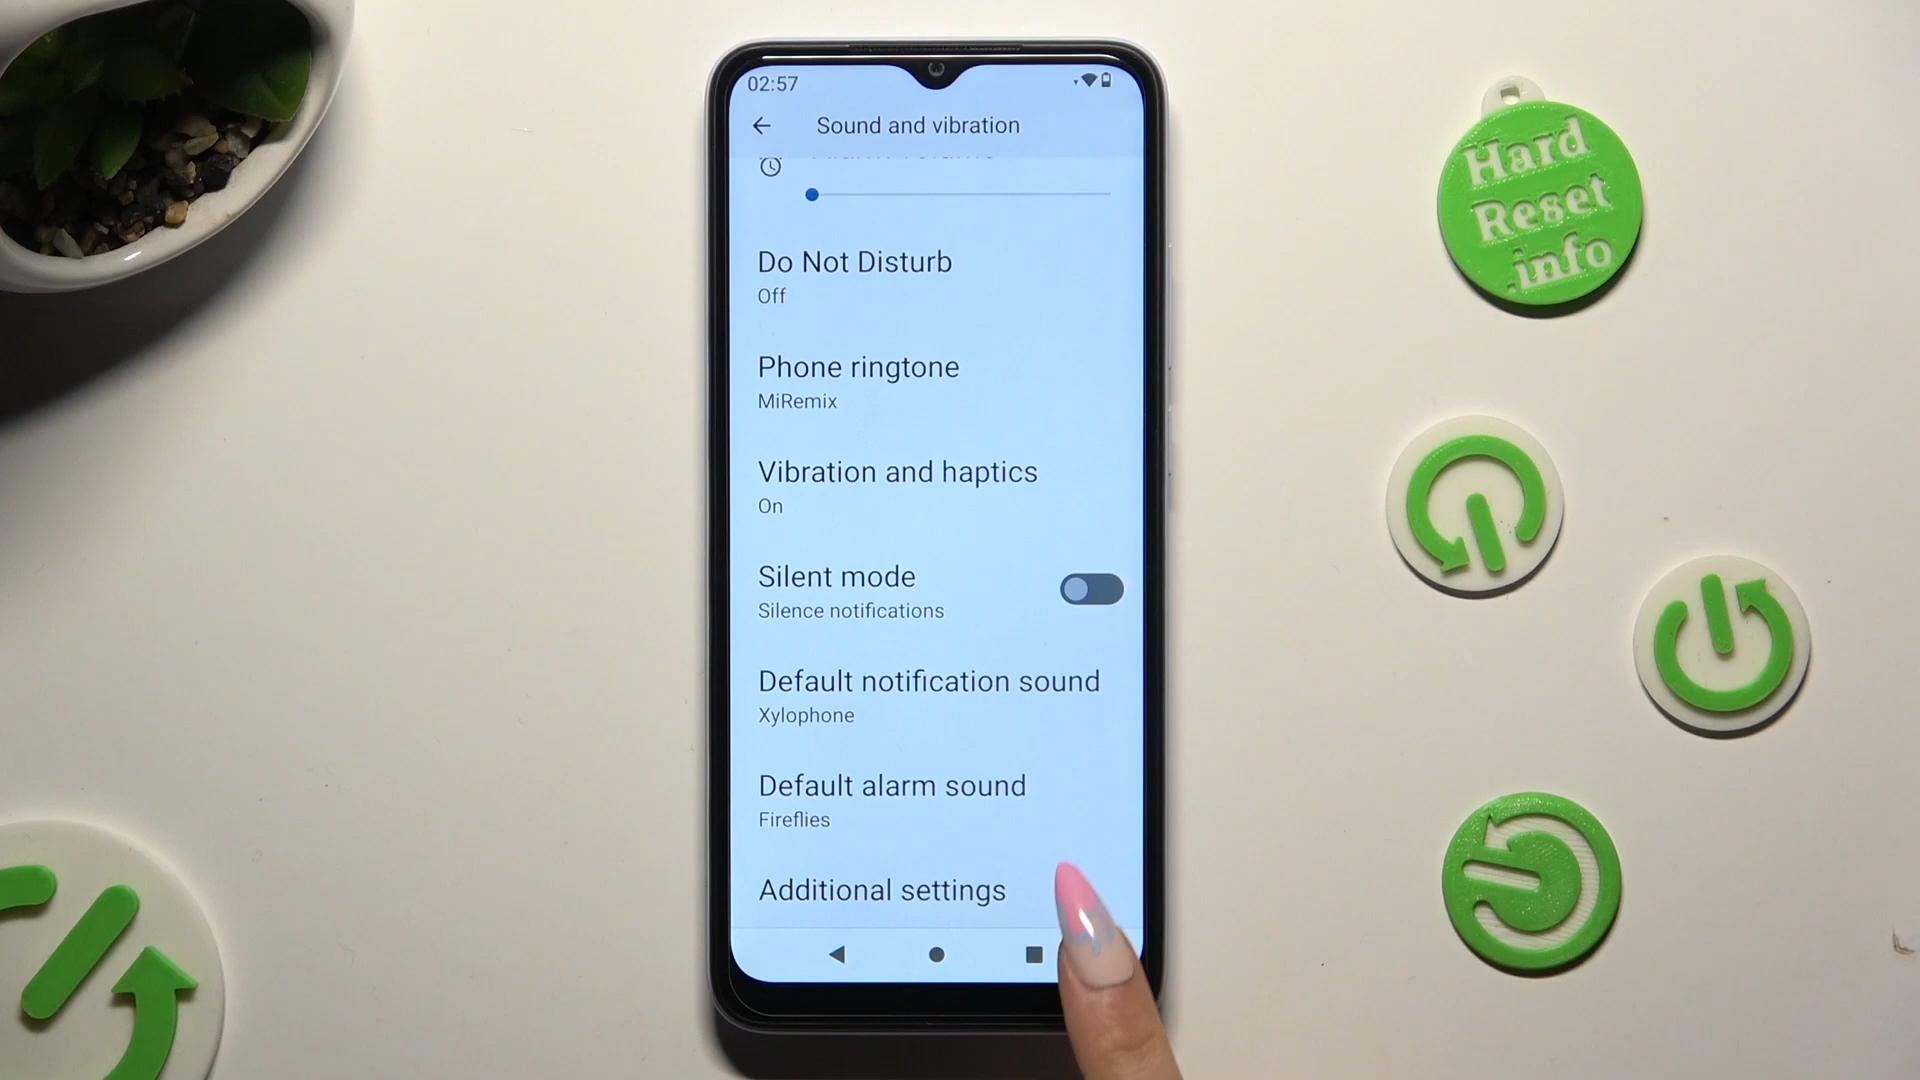 02:57
Sound and vibration
Do Not Disturb
Off
Phone ringtone
MiRemix
Vibration and haptics
On
Silent mode
Silence notifications
Default notification sound
Xylophone
Default alarm sound
Fireflies
Additional settings
Hard
Reset
.info